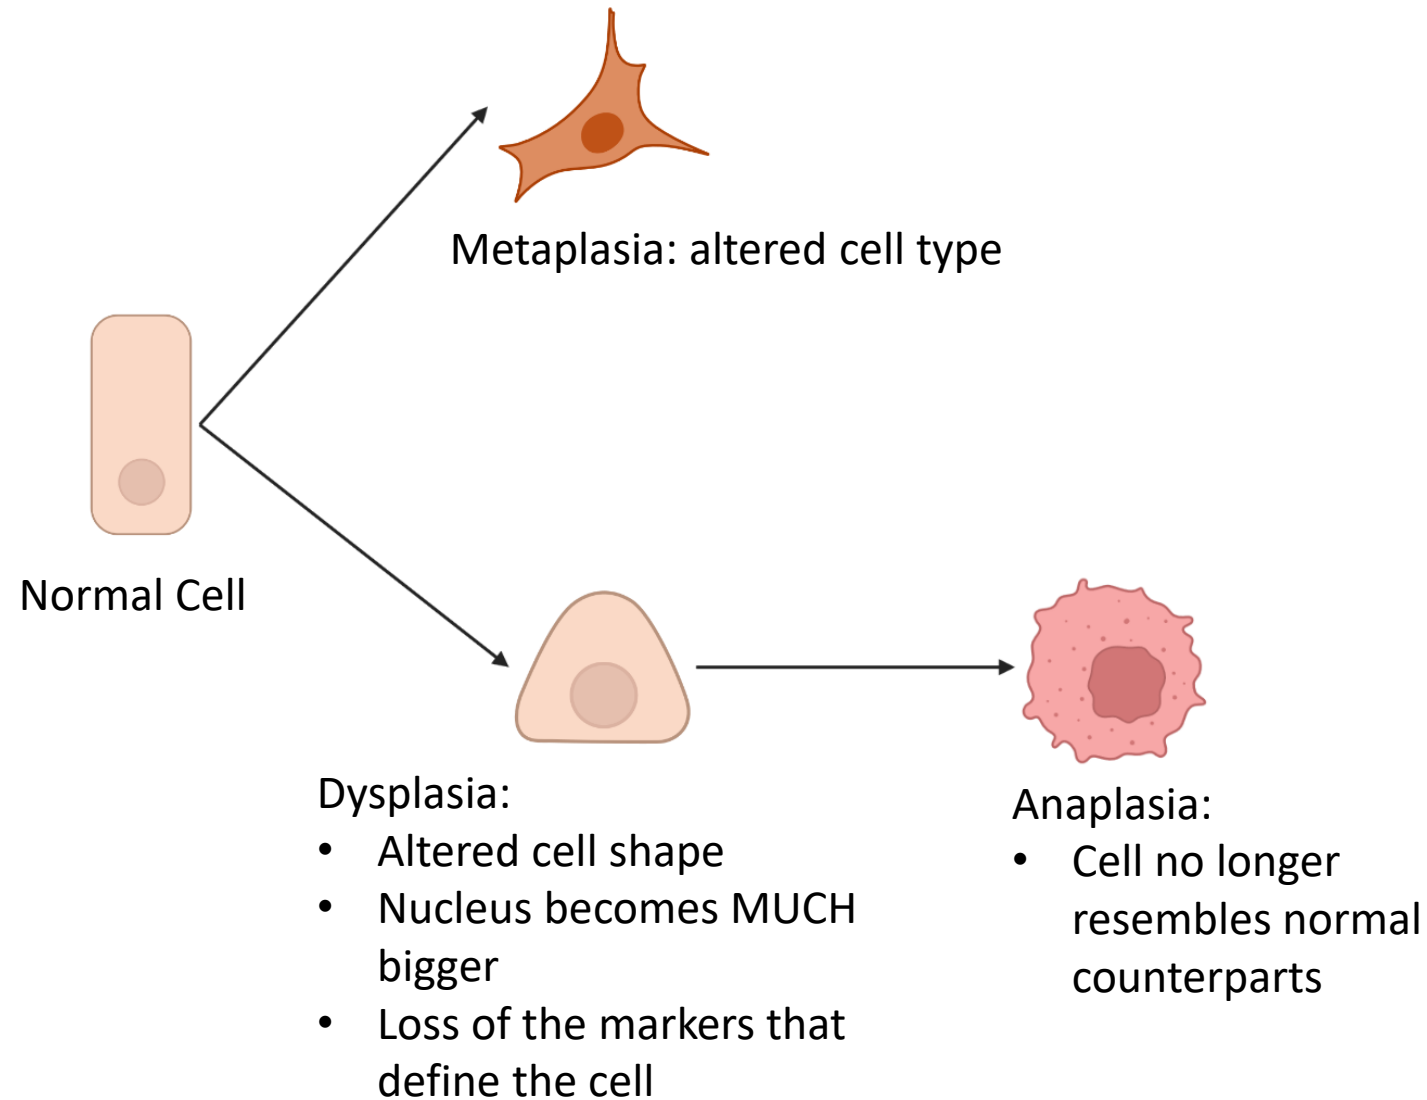 Metaplasia: altered cell type
Normal Cell
Dysplasia:
• Altered cell shape
• Nucleus becomes MUCH
bigger
• Loss of the markers that
define the cell
Anaplasia:
• Cell no longer
resembles normal
counterparts